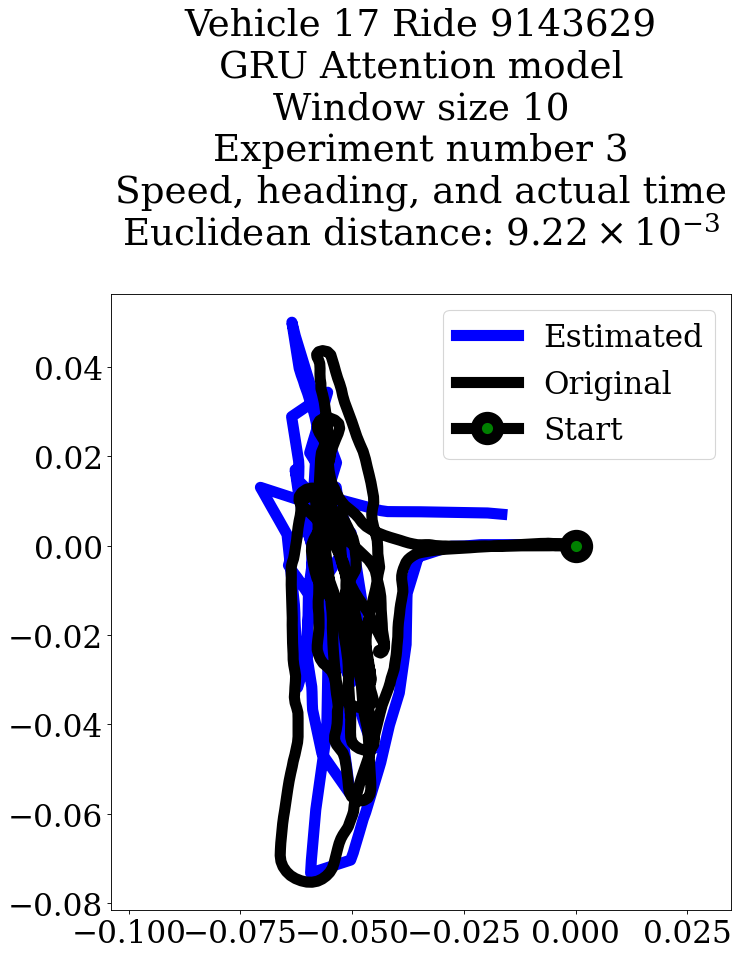 Vehicle 17 Ride 9143629
GRU Attention model
Window size 10
Experiment number 3
Speed, heading, and actual time
Euclidean distance: 9.22 × 10⁻³
Estimated
Original
Start
0.04
0.02
0.00
−0.02
−0.04
−0.06
−0.08
−0.100 −0.075 −0.050 −0.025 0.000 0.025